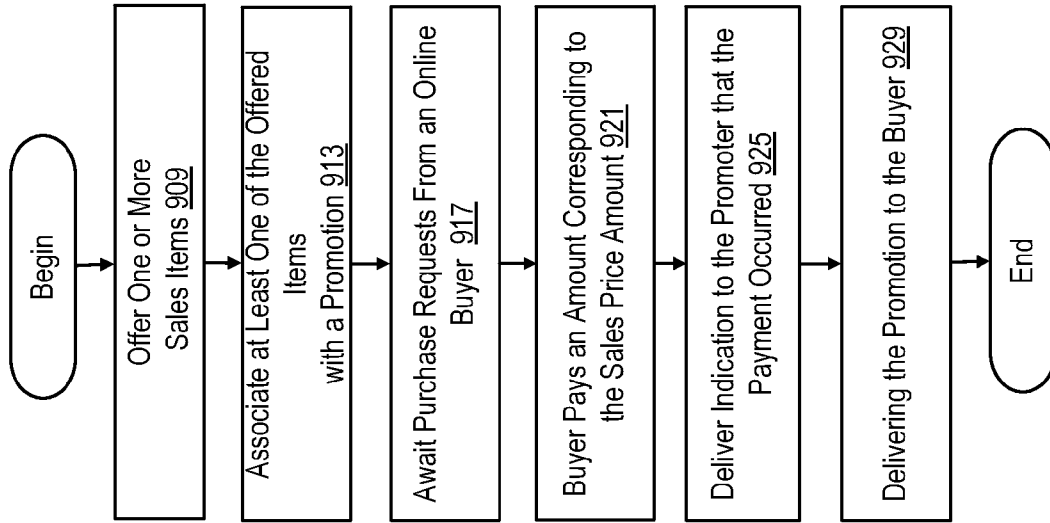 Begin
Offer One or More
Sales Items 909
Associate at Least One of the Offered
Items
with a Promotion 913
Await Purchase Requests From an Online
Buyer 917
Buyer Pays an Amount Corresponding to
the Sales Price Amount 921
Deliver Indication to the Promoter that the
Payment Occurred 925
Delivering the Promotion to the Buyer 929
End